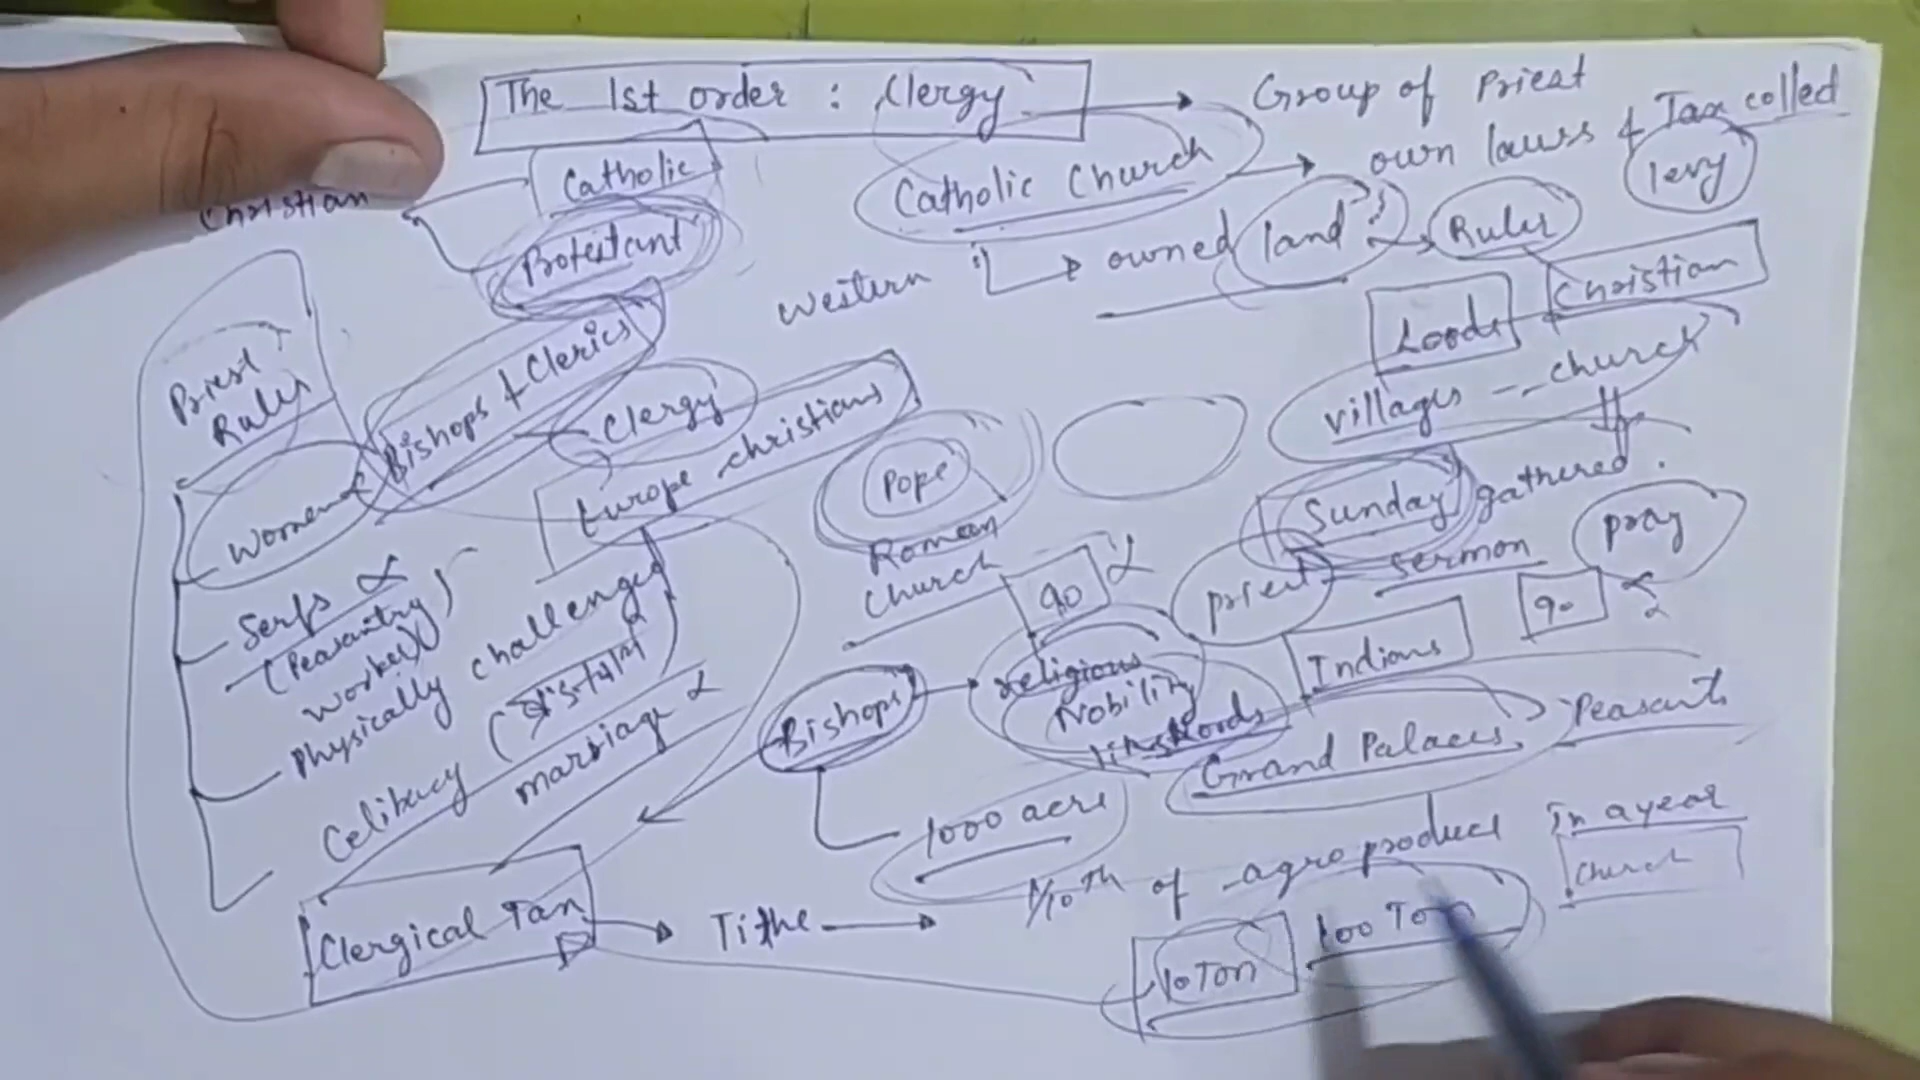 The 1st order : Clergy
Group of Priest
Catholic
Catholic Church
own laws & Tax colled
levy
Christian
Protestant
Western
owned land
Ruler
Christian
Loods
villages -- church
Priest
Rules
Bishops & Clerics
Clergy
Europe christians
Pope
Roman
church
Sunday gathered.
priest sermon
pray
Women
Serfs
(Peasantry)
worker
Physically challenged
Celibacy
marriage
Bishops
religious
Nobility
Indians
Grand Palaces
Peasants
1000 acre
1/10th of agro produce in a year
Church
Clergical Tax
Tithe
10 Ton
100 Ton
90
90